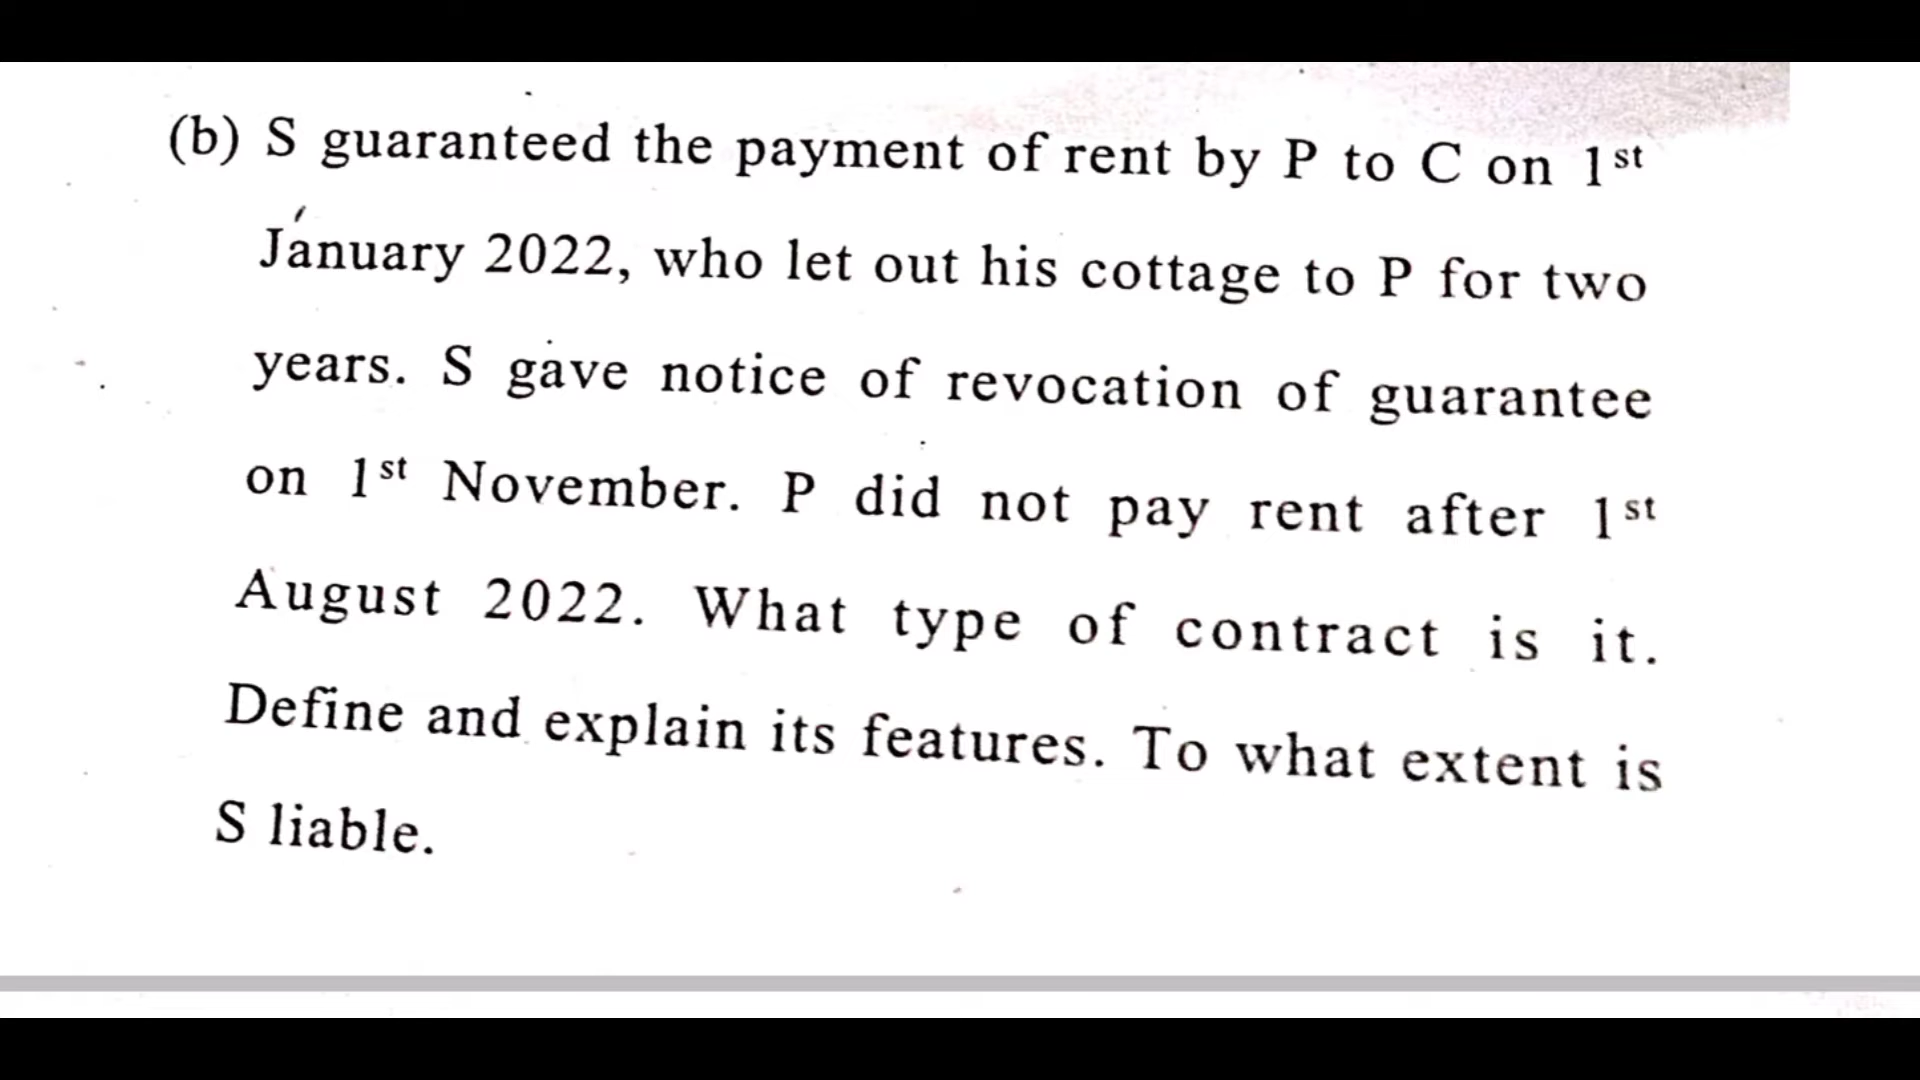 (b) S guaranteed the payment of rent by P to C on 1st
January 2022, who let out his cottage to P for two
years. S gave notice of revocation of guarantee
on 1st November. P did not pay rent after 1st
August 2022. What type of contract is it.
Define and explain its features. To what extent is
S liable.